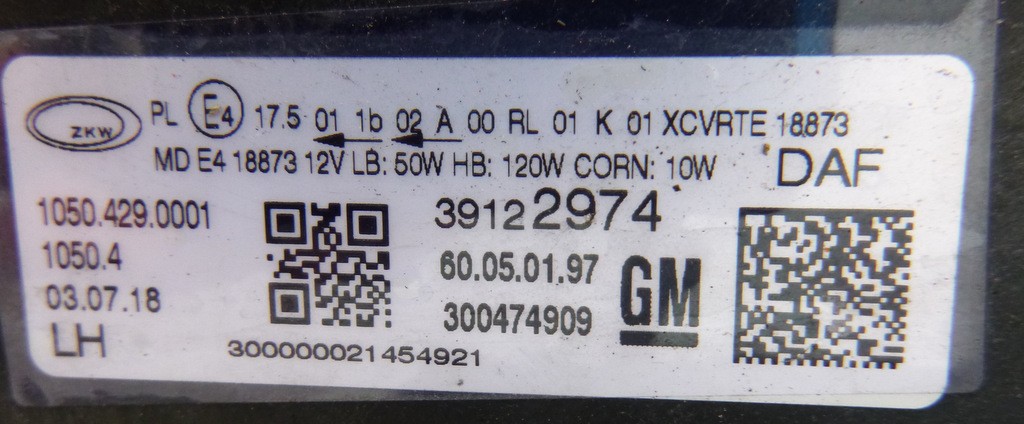 ZKW PL E4 17.5 01 1b 02 A 00 RL 01 K 01 XCVRTE 18873
MD E4 18873 12V LB: 50W HB: 120W CORN: 10W DAF
1050.429.0001
1050.4
03.07.18
LH
39122974
60.05.01.97
300474909
GM
300000021454921